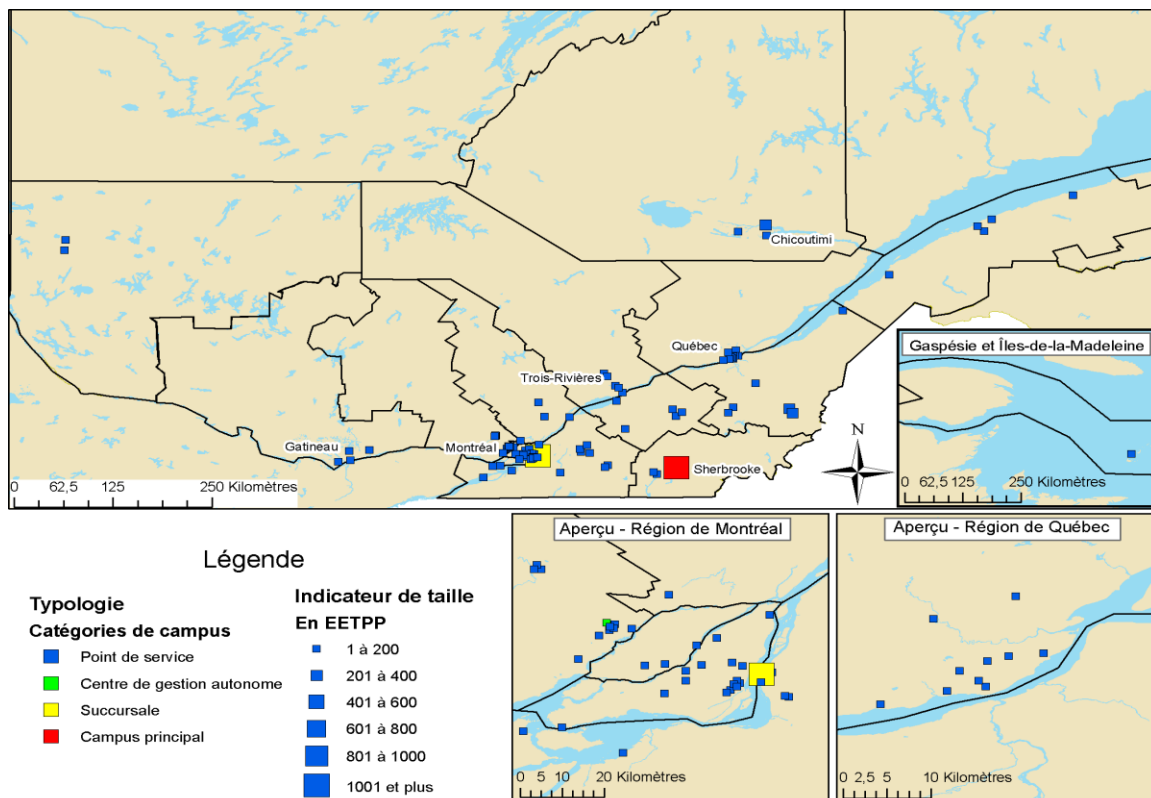 Chicoutimi
Québec
Gaspésie et Îles-de-la-Madeleine
Trois-Rivières
Gatineau
Montréal
Sherbrooke
N
0 62,5 125 250 Kilomètres
0 62,5 125 250 Kilomètres
Légende
Typologie
Catégories de campus
Point de service
Centre de gestion autonome
Succursale
Campus principal
Indicateur de taille
En EETPP
1 à 200
201 à 400
401 à 600
601 à 800
801 à 1000
1001 et plus
Aperçu - Région de Montréal
0 5 10 20 Kilomètres
Aperçu - Région de Québec
0 2,5 5 10 Kilomètres